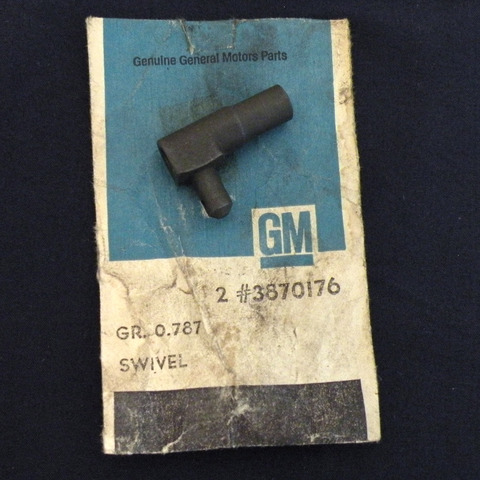 Genuine General Motors Parts
GM
2 #3870176
GR. 0.787
SWIVEL